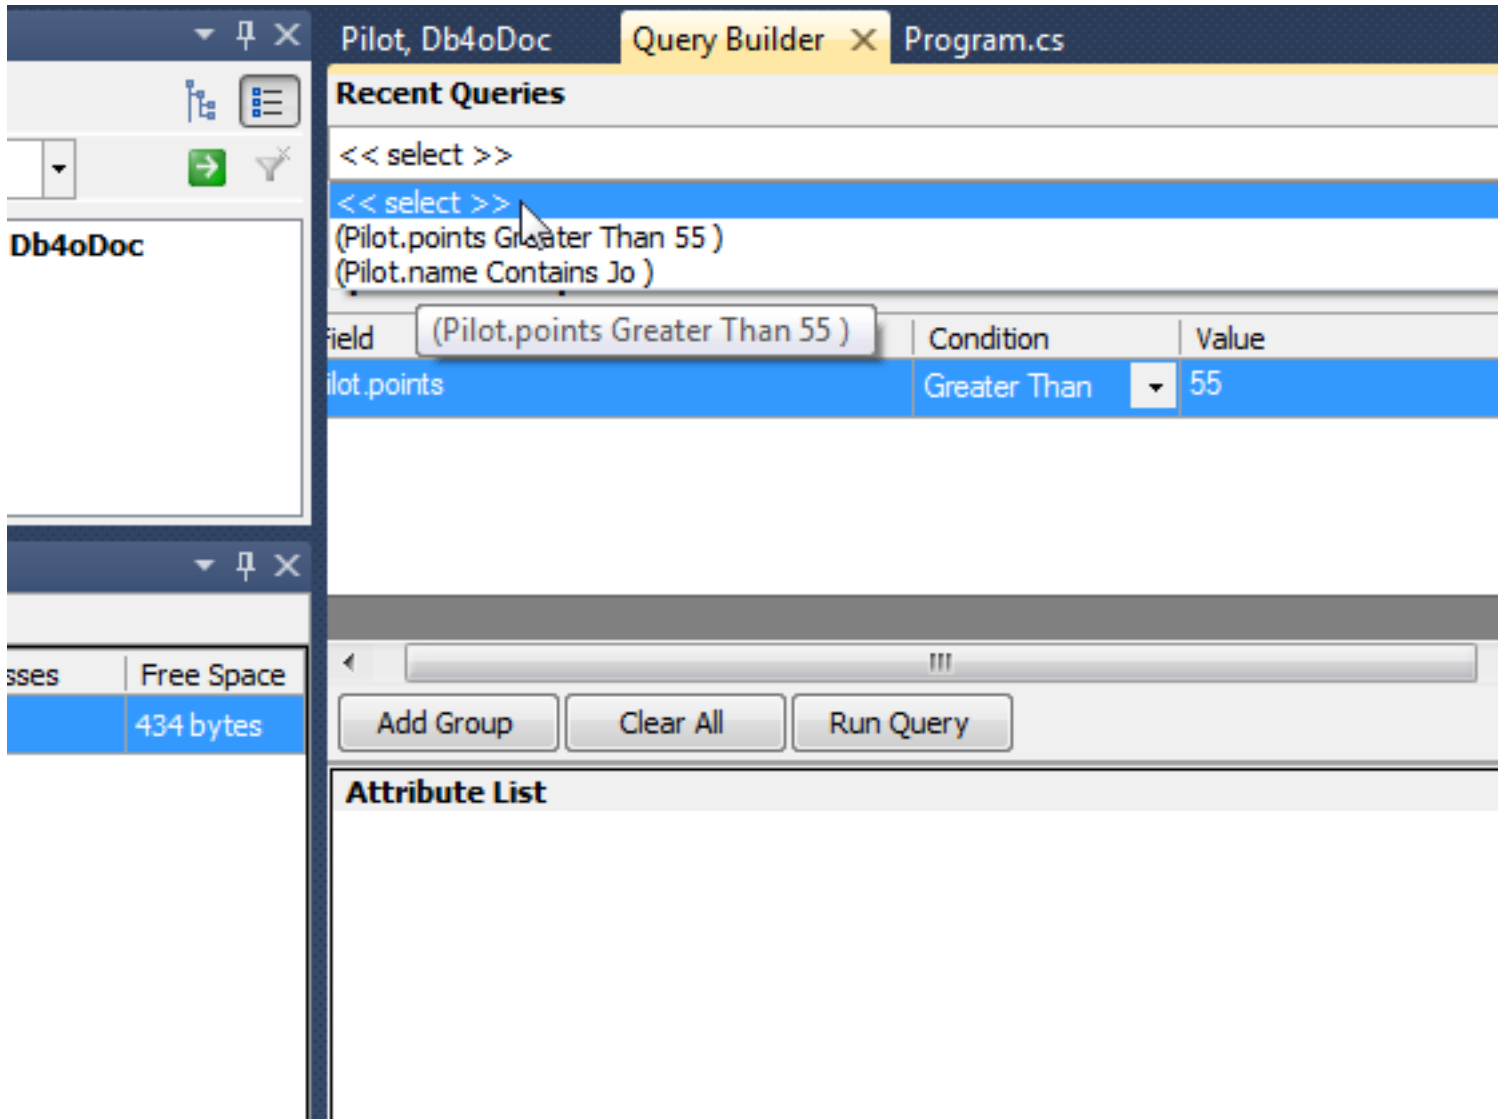 Pilot, Db4oDoc Query Builder Program.cs
Recent Queries
<< select >>
<< select >>
(Pilot.points Greater Than 55 )
(Pilot.name Contains Jo )
(Pilot.points Greater Than 55 )
ield Condition Value
ilot.points Greater Than 55
Add Group Clear All Run Query
Attribute List
Db4oDoc
sses Free Space
434 bytes